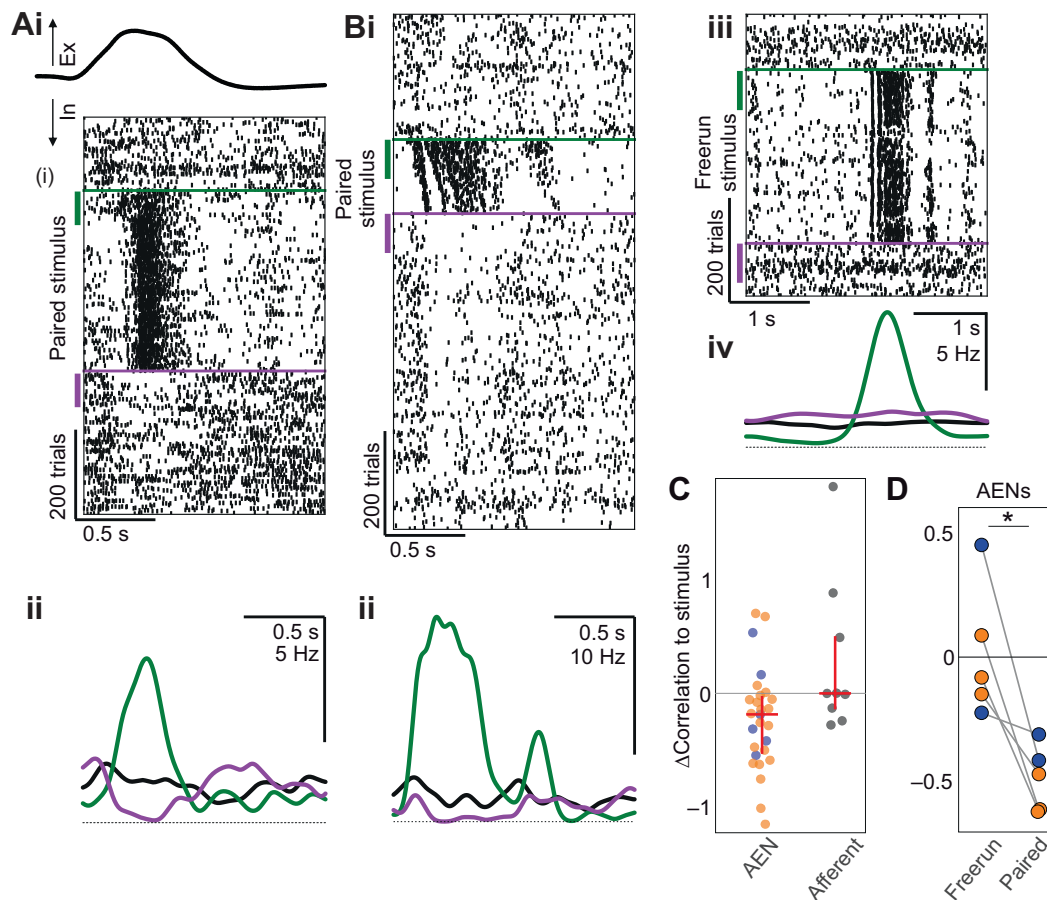 Ai
Ex
In
(i)
Paired stimulus
200 trials
0.5 s
ii
0.5 s
5 Hz
Bi
Paired
stimulus
200 trials
0.5 s
ii
0.5 s
10 Hz
iii
Freerun
stimulus
200 trials
1 s
iv
1 s
5 Hz
C
ΔCorrelation to stimulus
1
0
−1
AEN
Afferent
D
AENs
*
0.5
0
−0.5
Freerun
Paired